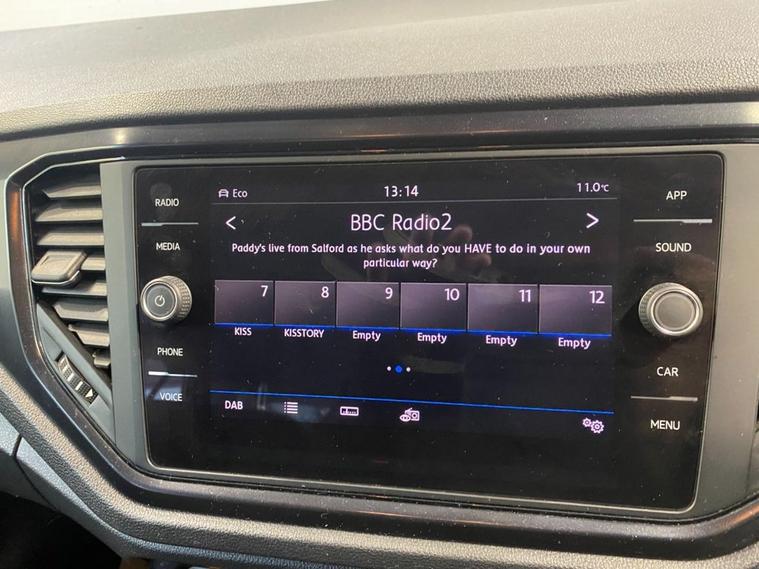 RADIO
MEDIA
PHONE
VOICE
Eco 13:14 11.0°C
< BBC Radio2 >
Paddy's live from Salford as he asks what do you HAVE to do in your own
particular way?
7 8 9 10 11 12
KISS KISSTORY Empty Empty Empty Empty
DAB
APP
SOUND
CAR
MENU